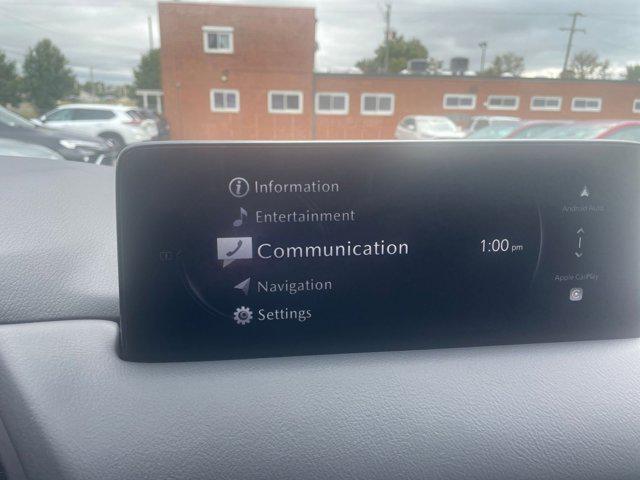 Information
Entertainment
Communication
1:00 pm
Navigation
Settings
Android Auto
Apple CarPlay